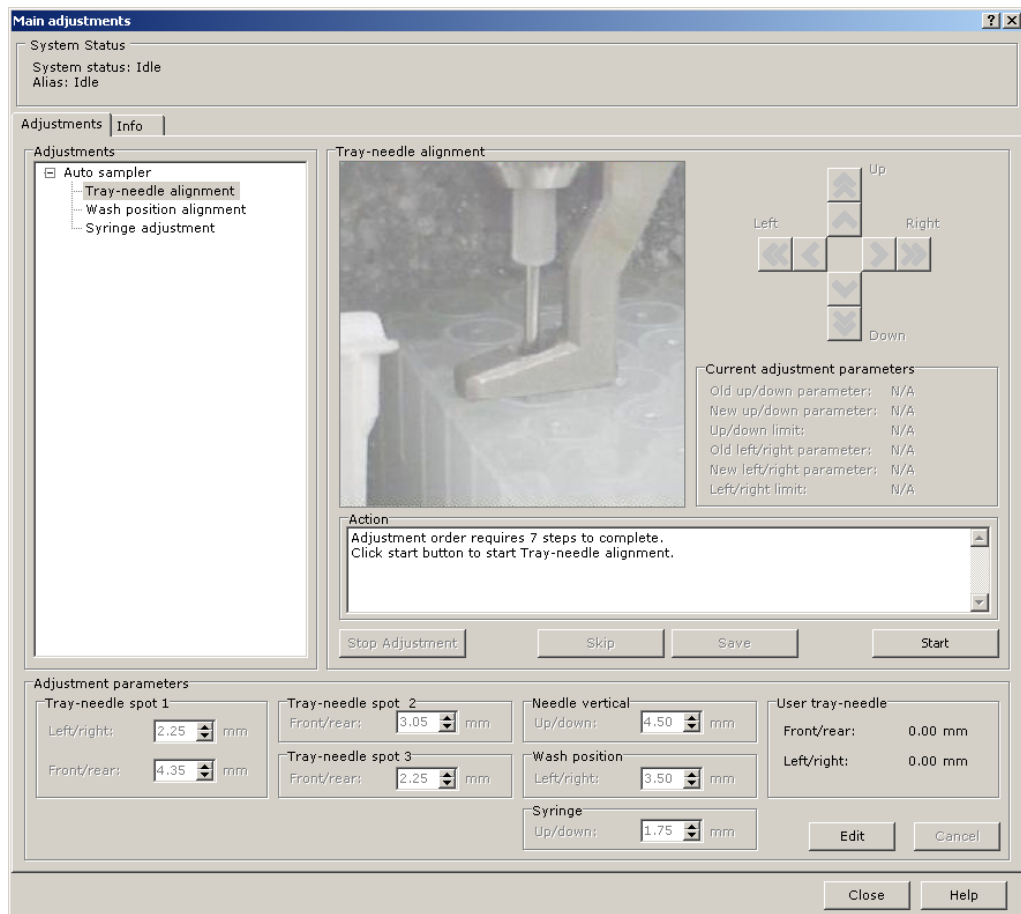 Main adjustments
System Status
System status: Idle
Alias: Idle
Adjustments Info
Adjustments
Auto sampler
Tray-needle alignment
Wash position alignment
Syringe adjustment
Tray-needle alignment
Up
Left Right
Down
Current adjustment parameters
Old up/down parameter: N/A
New up/down parameter: N/A
Up/down limit: N/A
Old left/right parameter: N/A
New left/right parameter: N/A
Left/right limit: N/A
Action
Adjustment order requires 7 steps to complete.
Click start button to start Tray-needle alignment.
Stop Adjustment Skip Save Start
Adjustment parameters
Tray-needle spot 1
Left/right: 2.25 mm
Front/rear: 4.35 mm
Tray-needle spot 2
Front/rear: 3.05 mm
Tray-needle spot 3
Front/rear: 2.25 mm
Needle vertical
Up/down: 4.50 mm
Wash position
Left/right: 3.50 mm
Syringe
Up/down: 1.75 mm
User tray-needle
Front/rear: 0.00 mm
Left/right: 0.00 mm
Edit Cancel
Close Help